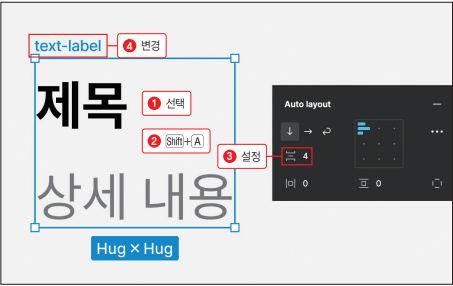 text-label
4 변경
제목
1 선택
2 Shift+A
상세 내용
Hug × Hug
Auto layout
3 설정
4
0
0